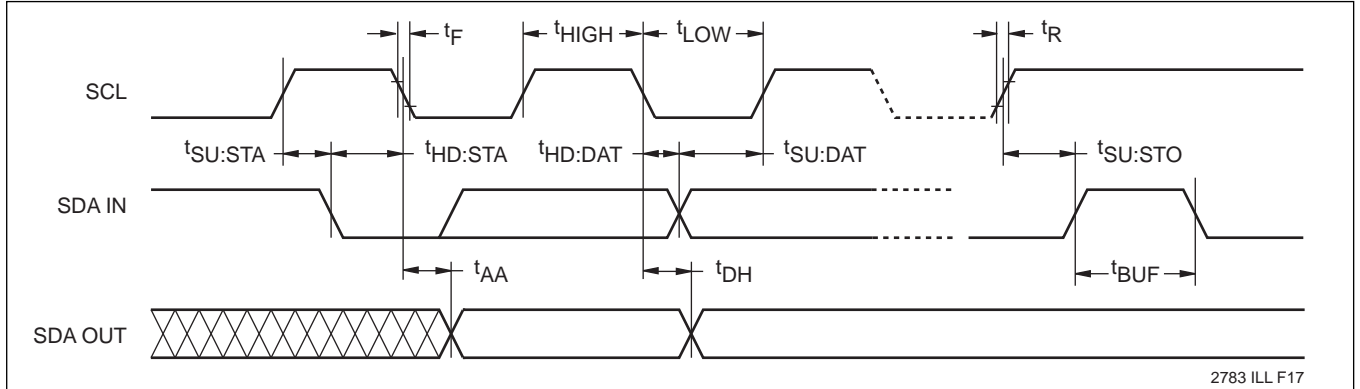 tF
tHIGH
tLOW
tR
SCL
tSU:STA
tHD:STA
tHD:DAT
tSU:DAT
tSU:STO
SDA IN
tAA
tDH
tBUF
SDA OUT
2783 ILL F17